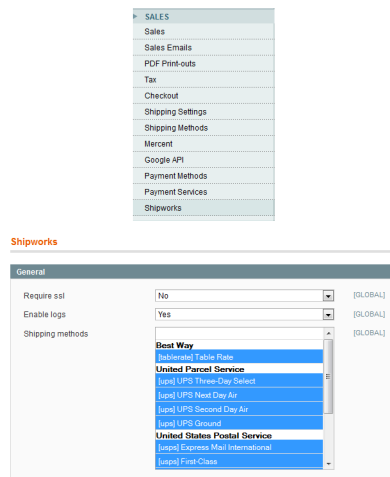 SALES
Sales
Sales Emails
PDF Print-outs
Tax
Checkout
Shipping Settings
Shipping Methods
Mercent
Google API
Payment Methods
Payment Services
Shipworks
Shipworks
General
Require ssl No [GLOBAL]
Enable logs Yes [GLOBAL]
Shipping methods [GLOBAL]
Best Way
[tablerate] Table Rate
United Parcel Service
[ups] UPS Three-Day Select
[ups] UPS Next Day Air
[ups] UPS Second Day Air
[ups] UPS Ground
United States Postal Service
[usps] Express Mail International
[usps] First-Class